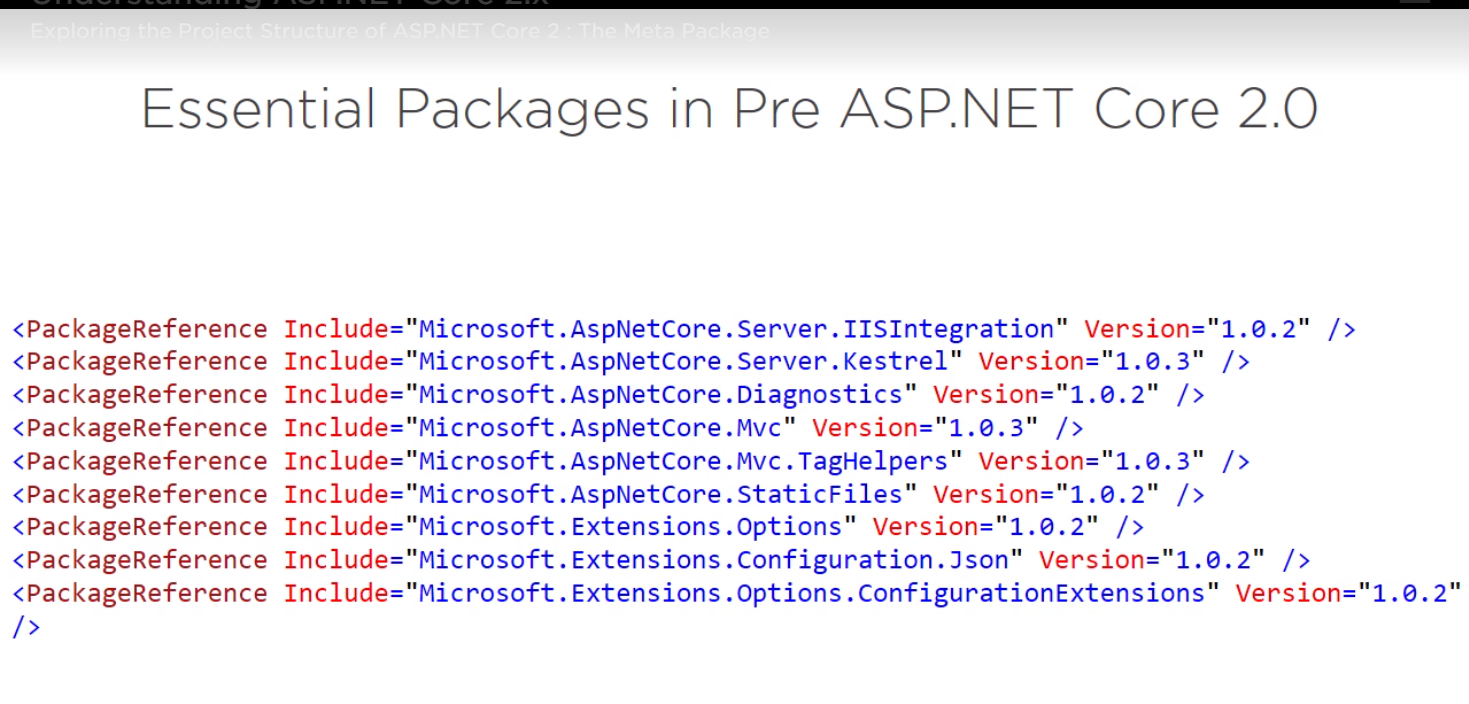 Understanding ASP.NET Core 2.x
Exploring the Project Structure of ASP.NET Core 2 : The Meta Package
Essential Packages in Pre ASP.NET Core 2.0
<PackageReference Include="Microsoft.AspNetCore.Server.IISIntegration" Version="1.0.2" />
<PackageReference Include="Microsoft.AspNetCore.Server.Kestrel" Version="1.0.3" />
<PackageReference Include="Microsoft.AspNetCore.Diagnostics" Version="1.0.2" />
<PackageReference Include="Microsoft.AspNetCore.Mvc" Version="1.0.3" />
<PackageReference Include="Microsoft.AspNetCore.Mvc.TagHelpers" Version="1.0.3" />
<PackageReference Include="Microsoft.AspNetCore.StaticFiles" Version="1.0.2" />
<PackageReference Include="Microsoft.Extensions.Options" Version="1.0.2" />
<PackageReference Include="Microsoft.Extensions.Configuration.Json" Version="1.0.2" />
<PackageReference Include="Microsoft.Extensions.Options.ConfigurationExtensions" Version="1.0.2"
/>